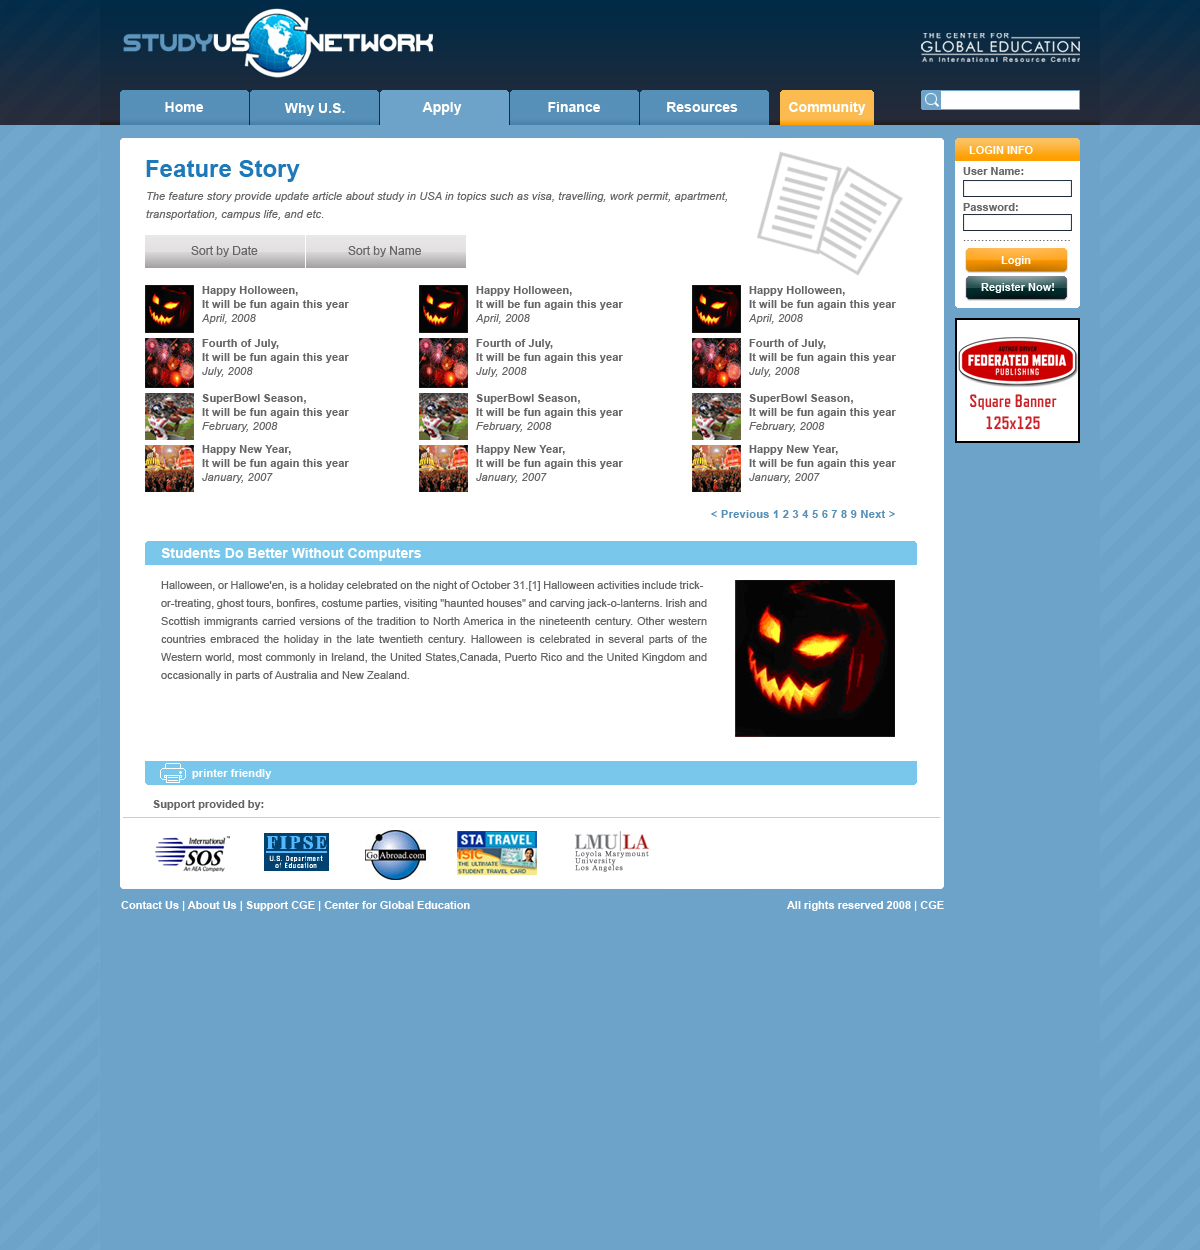 STUDYUS NETWORK
THE CENTER FOR
GLOBAL EDUCATION
An International Resource Center
Home
Why U.S.
Apply
Finance
Resources
Community
Feature Story
The feature story provide update article about study in USA in topics such as visa, travelling, work permit, apartment,
transportation, campus life, and etc.
Sort by Date
Sort by Name
Happy Holloween,
It will be fun again this year
April, 2008
Happy Holloween,
It will be fun again this year
April, 2008
Happy Holloween,
It will be fun again this year
April, 2008
Fourth of July,
It will be fun again this year
July, 2008
Fourth of July,
It will be fun again this year
July, 2008
Fourth of July,
It will be fun again this year
July, 2008
SuperBowl Season,
It will be fun again this year
February, 2008
SuperBowl Season,
It will be fun again this year
February, 2008
SuperBowl Season,
It will be fun again this year
February, 2008
Happy New Year,
It will be fun again this year
January, 2007
Happy New Year,
It will be fun again this year
January, 2007
Happy New Year,
It will be fun again this year
January, 2007
< Previous 1 2 3 4 5 6 7 8 9 Next >
Students Do Better Without Computers
Halloween, or Hallowe'en, is a holiday celebrated on the night of October 31.[1] Halloween activities include trick-
or-treating, ghost tours, bonfires, costume parties, visiting "haunted houses" and carving jack-o-lanterns. Irish and
Scottish immigrants carried versions of the tradition to North America in the nineteenth century. Other western
countries embraced the holiday in the late twentieth century. Halloween is celebrated in several parts of the
Western world, most commonly in Ireland, the United States,Canada, Puerto Rico and the United Kingdom and
occasionally in parts of Australia and New Zealand.
printer friendly
Support provided by:
International
SOS
An AEA Company
FIPSE
U.S. Department
of Education
GoAbroad.com
STA TRAVEL
ISIC
THE ULTIMATE
STUDENT TRAVEL CARD
LMU|LA
Loyola Marymount
University
Los Angeles
Contact Us | About Us | Support CGE | Center for Global Education
All rights reserved 2008 | CGE
LOGIN INFO
User Name:
Password:
Login
Register Now!
AUTHOR DRIVEN
FEDERATED MEDIA
PUBLISHING
Square Banner
125x125